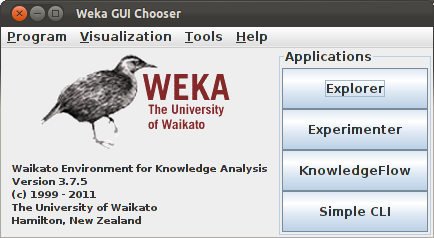 Weka GUI Chooser
Program Visualization Tools Help
WEKA
The University
of Waikato
Waikato Environment for Knowledge Analysis
Version 3.7.5
(c) 1999 - 2011
The University of Waikato
Hamilton, New Zealand
Applications
Explorer
Experimenter
KnowledgeFlow
Simple CLI